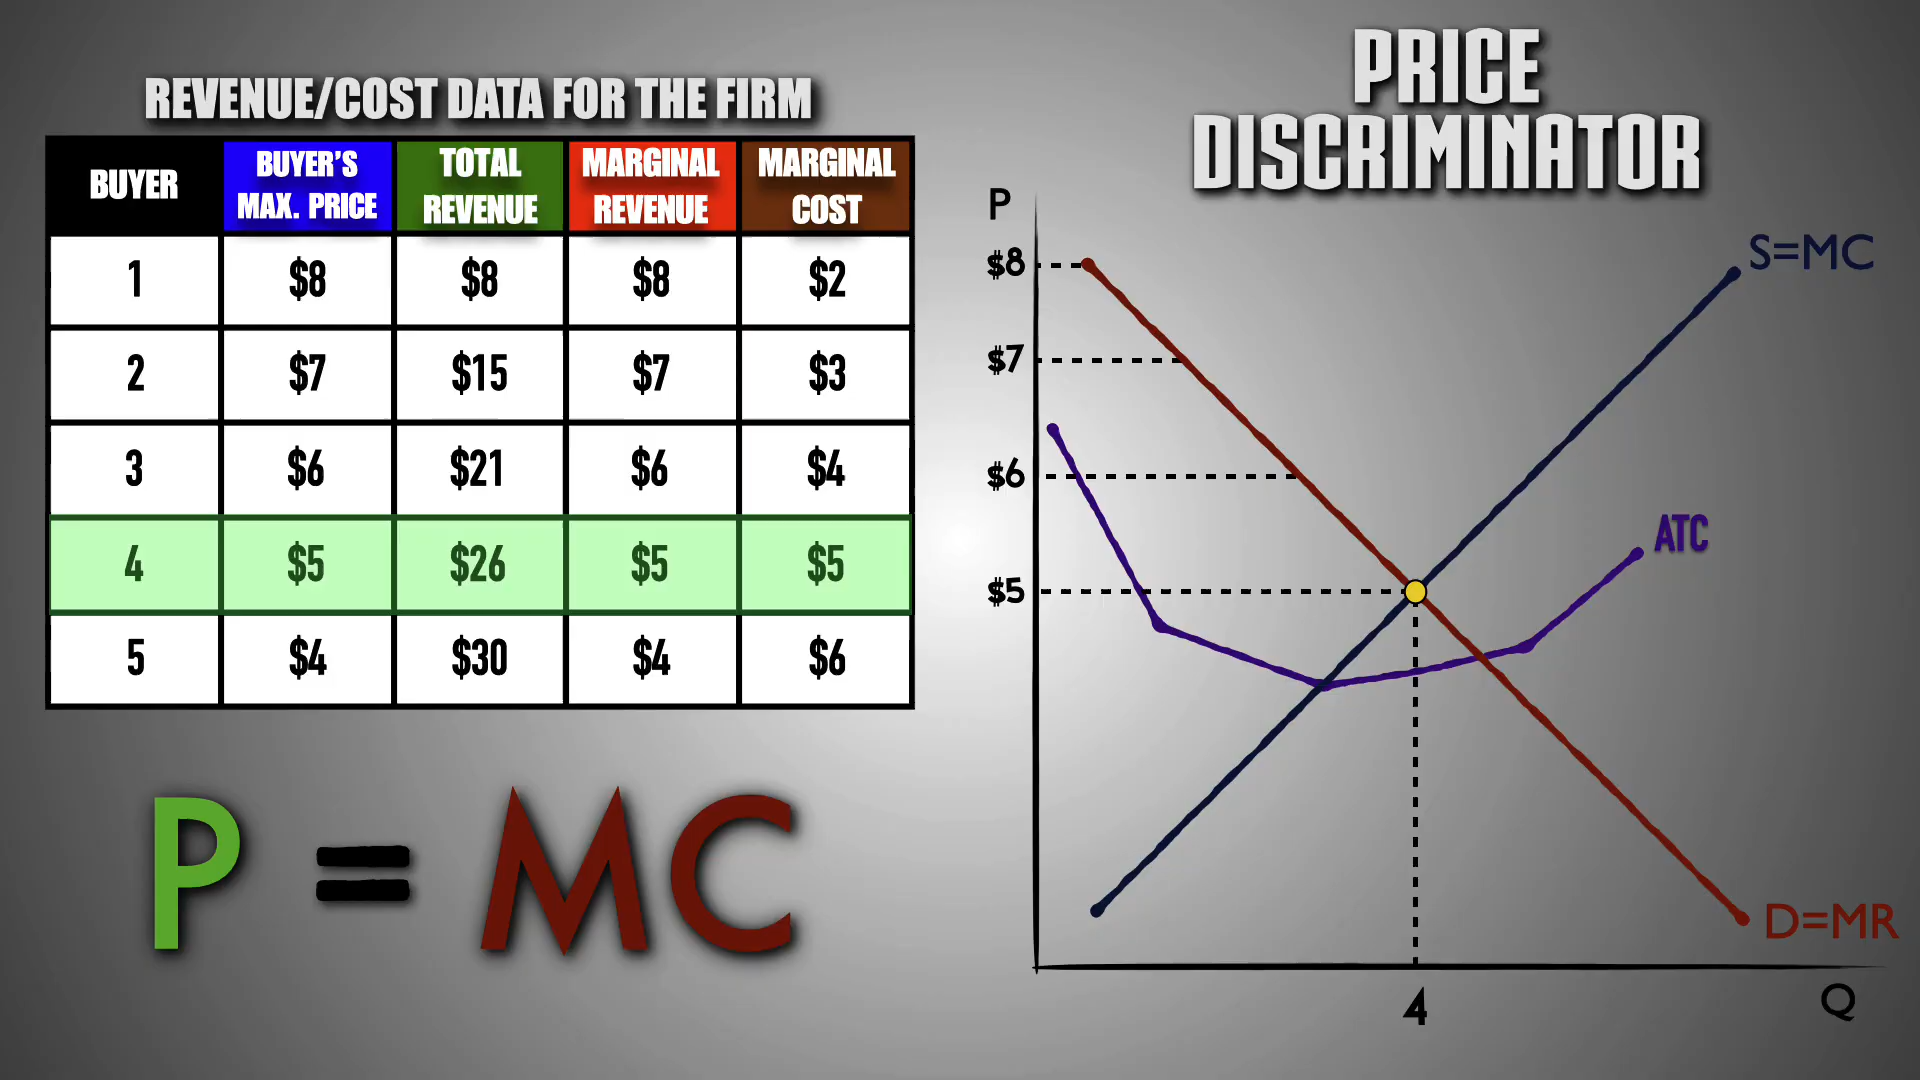 REVENUE/COST DATA FOR THE FIRM
BUYER BUYER'S MAX. PRICE TOTAL REVENUE MARGINAL REVENUE MARGINAL COST
1 $8 $8 $8 $2
2 $7 $15 $7 $3
3 $6 $21 $6 $4
4 $5 $26 $5 $5
5 $4 $30 $4 $6
P = MC
PRICE
DISCRIMINATOR
P
$8
$7
$6
$5
S=MC
ATC
D=MR
4
Q